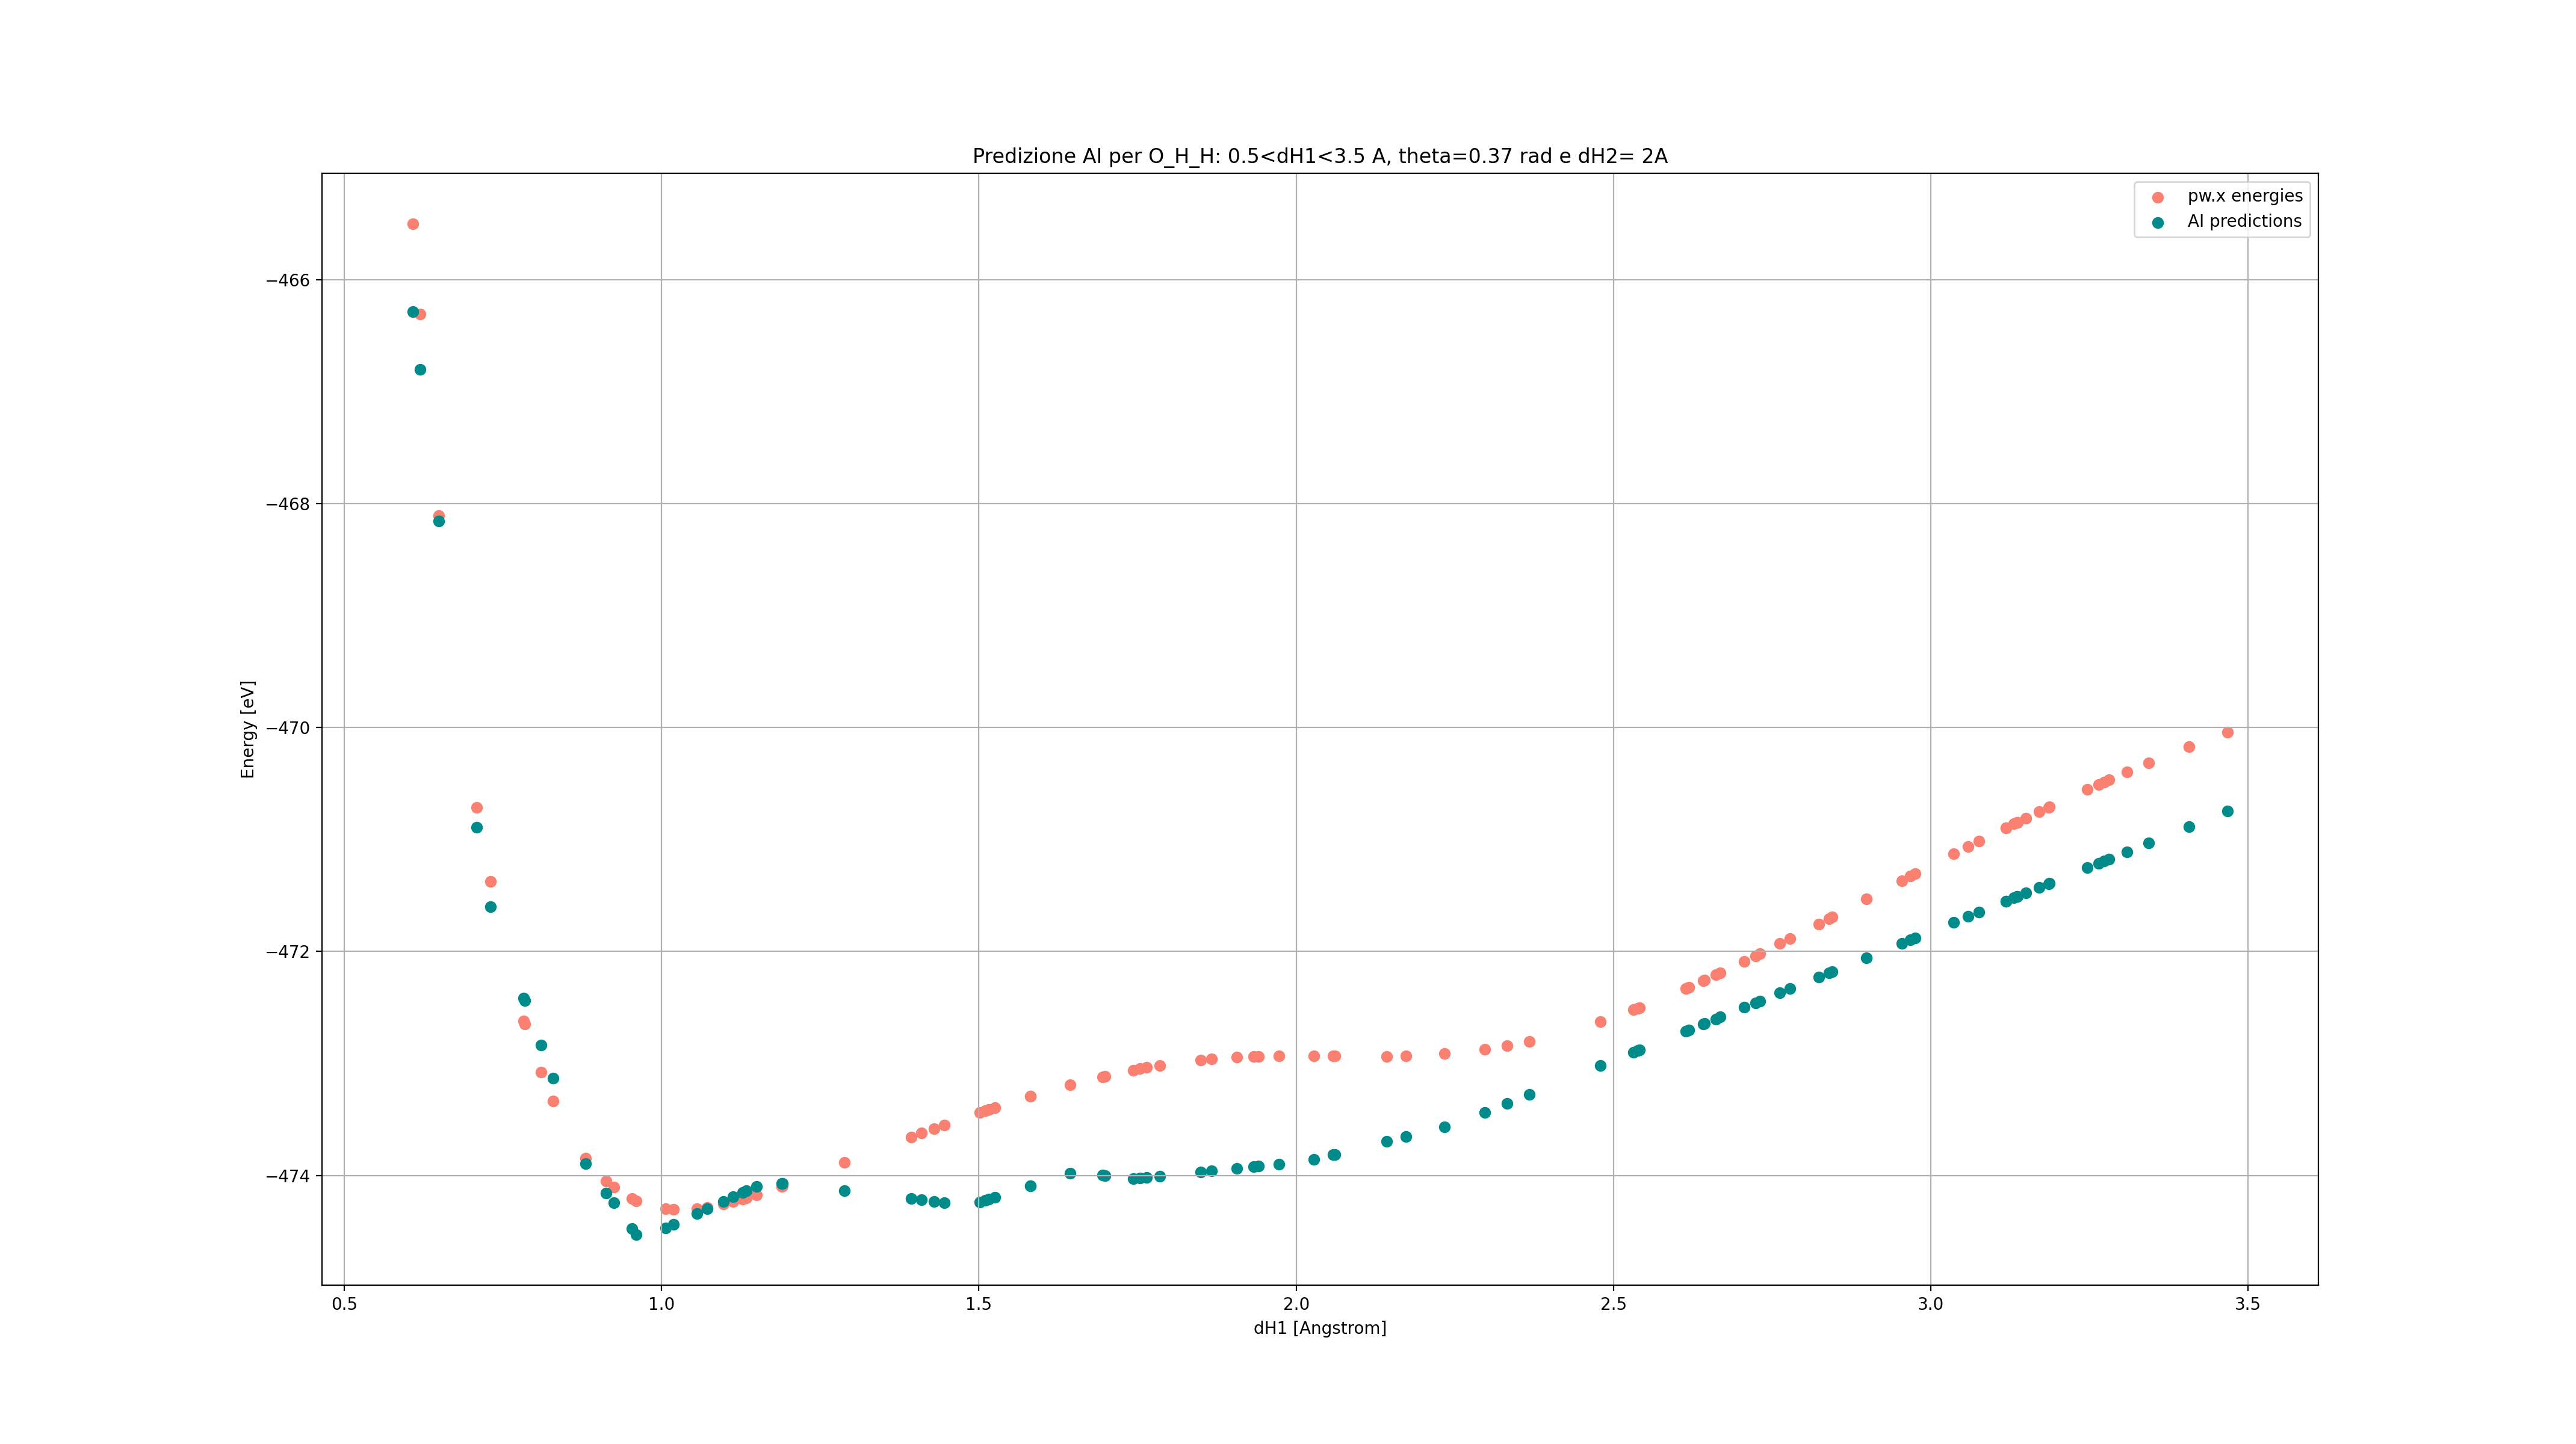 Predizione AI per O_H_H: 0.5<dH1<3.5 A, theta=0.37 rad e dH2= 2A
pw.x energies
AI predictions
−466
−468
−470
−472
−474
Energy [eV]
0.5 1.0 1.5 2.0 2.5 3.0 3.5
dH1 [Angstrom]